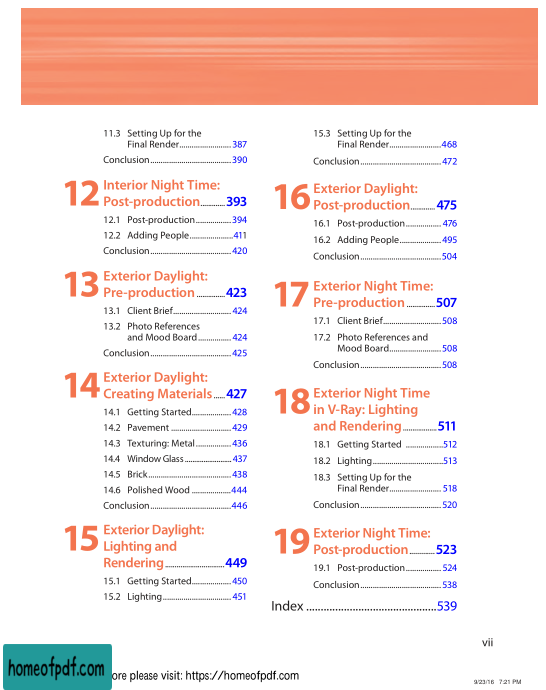 11.3 Setting Up for the
Final Render........................387
Conclusion......................................390
12 Interior Night Time:
Post-production...........393
12.1 Post-production.................394
12.2 Adding People.....................411
Conclusion......................................420
13 Exterior Daylight:
Pre-production.............423
13.1 Client Brief...........................424
13.2 Photo References
and Mood Board...............424
Conclusion......................................425
14 Exterior Daylight:
Creating Materials.....427
14.1 Getting Started...................428
14.2 Pavement............................429
14.3 Texturing: Metal.................436
14.4 Window Glass......................437
14.5 Brick.......................................438
14.6 Polished Wood...................444
Conclusion......................................446
15 Exterior Daylight:
Lighting and
Rendering............................449
15.1 Getting Started...................450
15.2 Lighting................................451
15.3 Setting Up for the
Final Render........................468
Conclusion......................................472
16 Exterior Daylight:
Post-production...........475
16.1 Post-production.................476
16.2 Adding People....................495
Conclusion......................................504
17 Exterior Night Time:
Pre-production.............507
17.1 Client Brief...........................508
17.2 Photo References and
Mood Board........................508
Conclusion......................................508
18 Exterior Night Time
in V-Ray: Lighting
and Rendering...............511
18.1 Getting Started..................512
18.2 Lighting.................................513
18.3 Setting Up for the
Final Render........................518
Conclusion......................................520
19 Exterior Night Time:
Post-production...........523
19.1 Post-production.................524
Conclusion......................................538
Index.............................................539
vii
homeofpdf.com
ore please visit: https://homeofpdf.com
9/23/16 7:21 PM